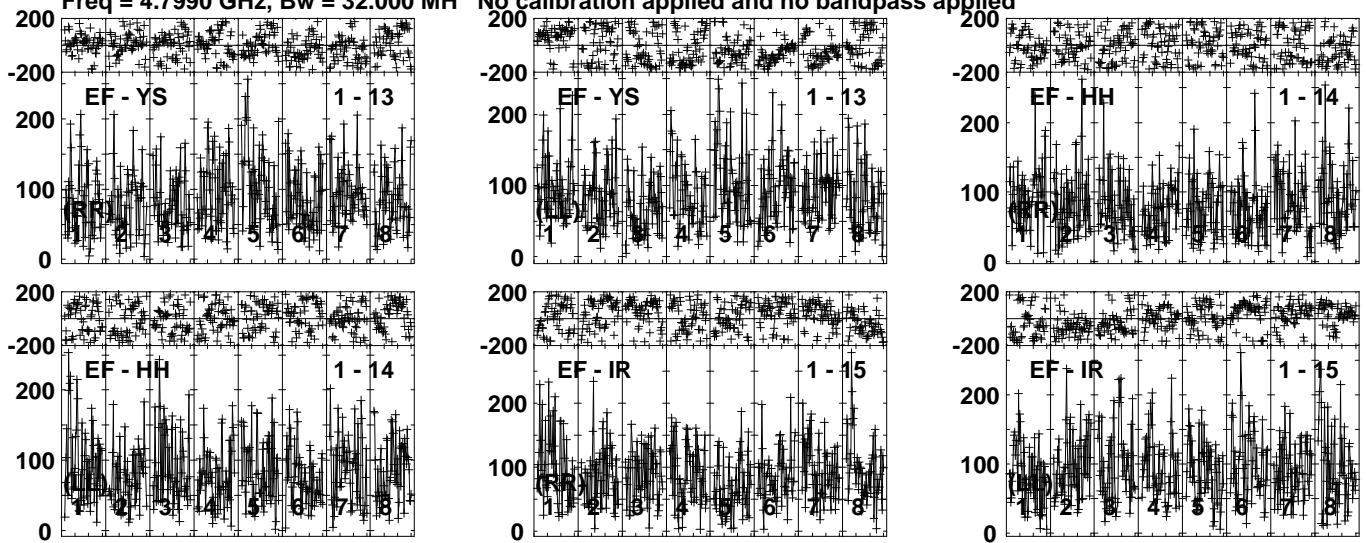 Freq = 4.7990 GHz, Bw = 32.000 MH No calibration applied and no bandpass applied
200
-200
EF - YS 1 - 13
200
100
(RR)
1 2 3 4 5 6 7 8
0
200
-200
EF - YS 1 - 13
200
100
(LL)
1 2 3 4 5 6 7 8
0
200
-200
EF - HH 1 - 14
200
100
(RR)
1 2 3 4 5 6 7 8
0
200
-200
EF - HH 1 - 14
200
100
(LL)
1 2 3 4 5 6 7 8
0
200
-200
EF - IR 1 - 15
200
100
(RR)
1 2 3 4 5 6 7 8
0
200
-200
EF - IR 1 - 15
200
100
(LL)
1 2 3 4 5 6 7 8
0